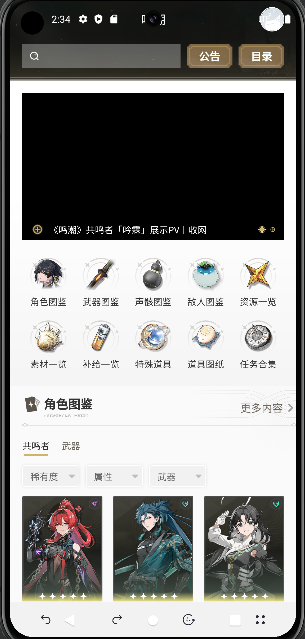 2:34
公告
目录
《鸣潮》共鸣者「吟霖」展示PV丨收网
角色图鉴
武器图鉴
声骸图鉴
敌人图鉴
资源一览
素材一览
补给一览
特殊道具
道具图纸
任务合集
角色图鉴
更多内容
共鸣者
武器
稀有度
属性
武器